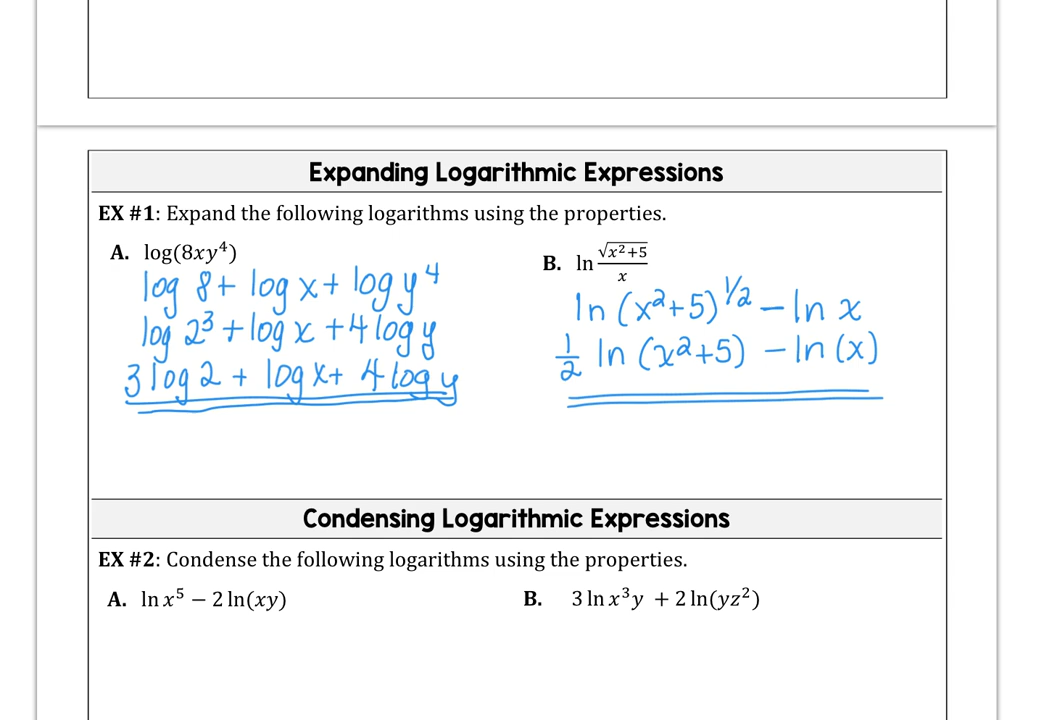 Expanding Logarithmic Expressions
EX #1: Expand the following logarithms using the properties.
A. log(8xy⁴)
log 8 + log x + log y⁴
log 2³ + log x + 4 log y
3 log 2 + log x + 4 log y
B. ln √(x²+5)/x
ln (x²+5)^1/2 − ln x
1/2 ln (x²+5) − ln (x)
Condensing Logarithmic Expressions
EX #2: Condense the following logarithms using the properties.
A. ln x⁵ − 2 ln(xy)
B. 3 ln x³y + 2 ln(yz²)